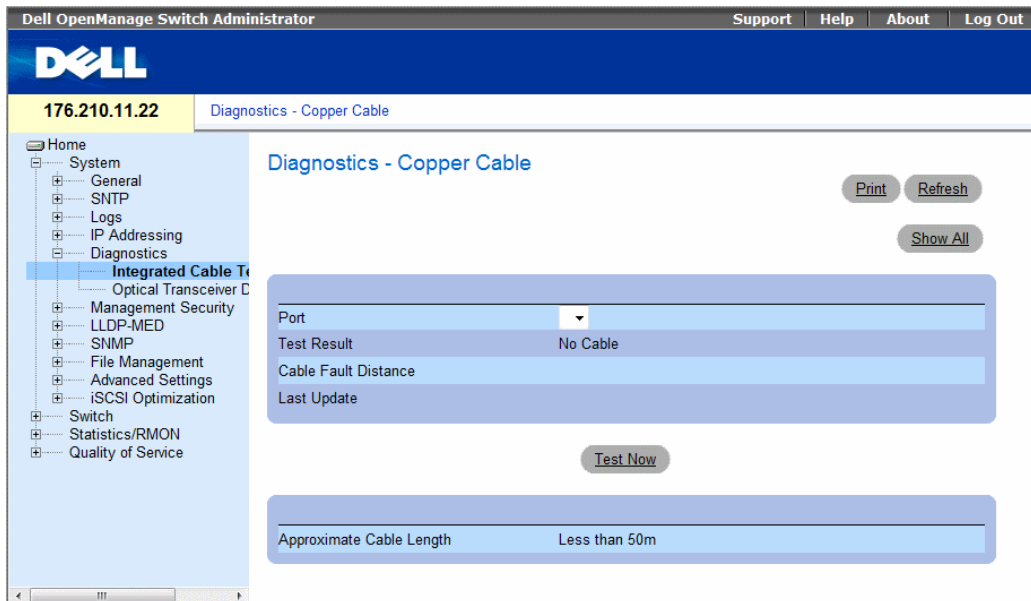 Dell OpenManage Switch Administrator
Support Help About Log Out
DELL
176.210.11.22
Diagnostics - Copper Cable
Home
System
General
SNTP
Logs
IP Addressing
Diagnostics
Integrated Cable Te
Optical Transceiver D
Management Security
LLDP-MED
SNMP
File Management
Advanced Settings
iSCSI Optimization
Switch
Statistics/RMON
Quality of Service
Diagnostics - Copper Cable
Print
Refresh
Show All
Port
Test Result No Cable
Cable Fault Distance
Last Update
Test Now
Approximate Cable Length Less than 50m